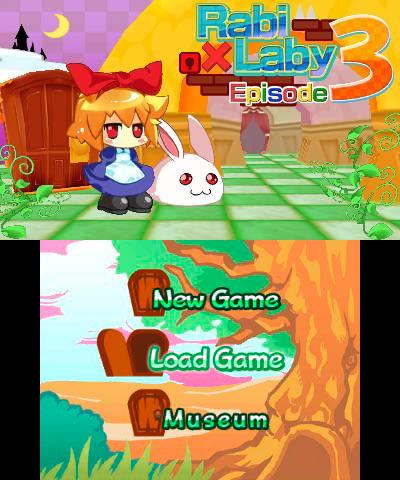 Rabi
×Laby
Episode 3
New Game
Load Game
Museum